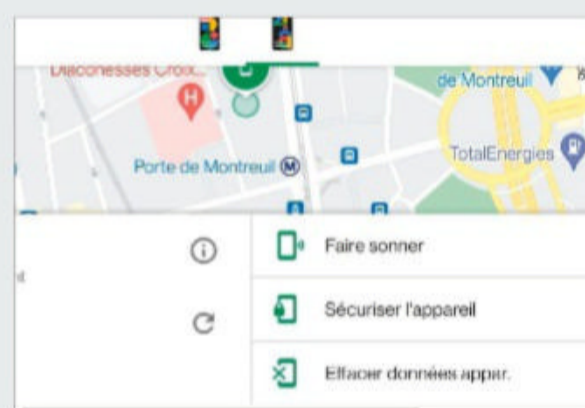 Diaconesses Croix...
de Montreuil
H
Porte de Montreuil M
TotalEnergies
Faire sonner
Sécuriser l'appareil
Effacer données appar.